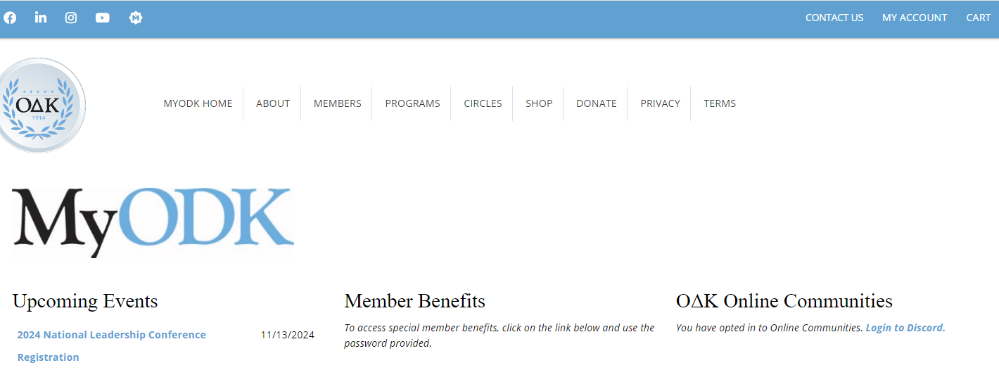 CONTACT US MY ACCOUNT CART
ΟΔΚ
1914
MYODK HOME ABOUT MEMBERS PROGRAMS CIRCLES SHOP DONATE PRIVACY TERMS
MyODK
Upcoming Events
2024 National Leadership Conference 11/13/2024
Registration
Member Benefits
To access special member benefits, click on the link below and use the
password provided.
ΟΔΚ Online Communities
You have opted in to Online Communities. Login to Discord.